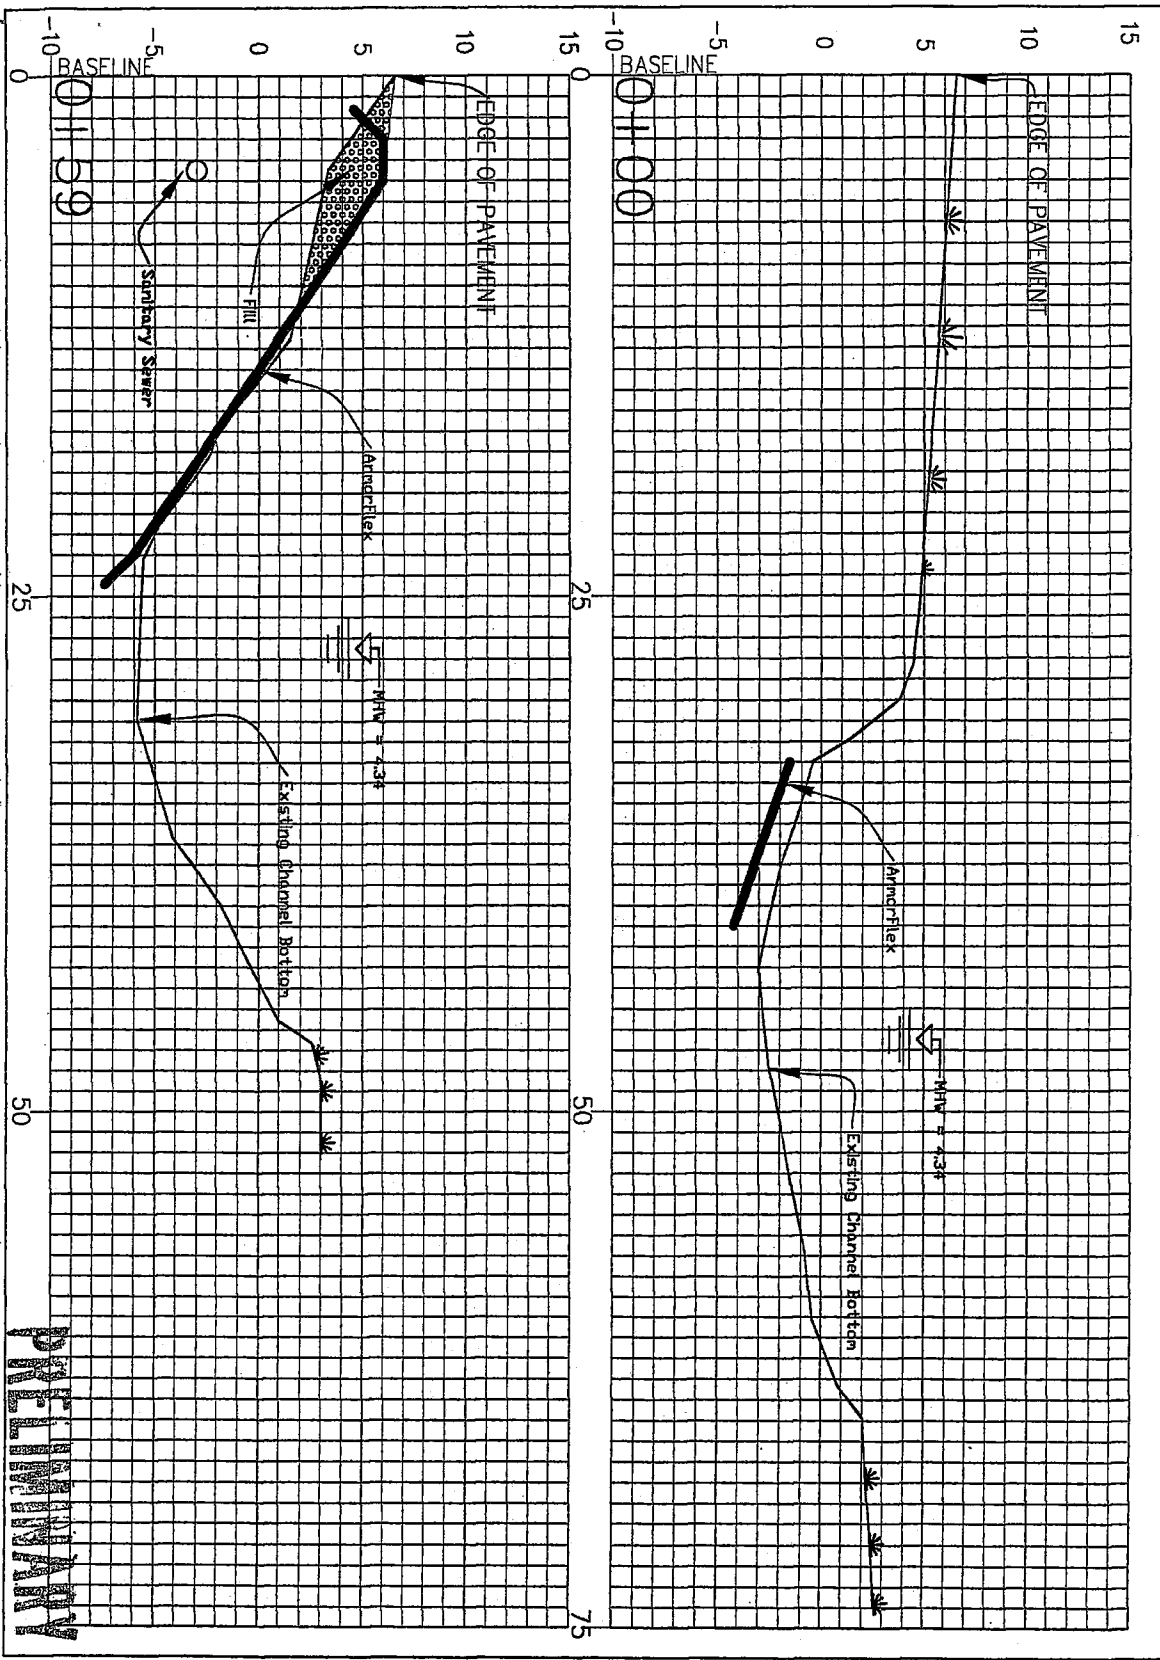 15
10
5
0
-5
-10
BASELINE
0+00
EDGE OF PAVEMENT
ArmorFlex
MHW = 4.34
Existing Channel Bottom
0
25
50
75
15
10
5
0
-5
-10
BASELINE
0+59
EDGE OF PAVEMENT
Sanitary Sewer
Fill
ArmorFlex
MHW = 4.34
Existing Channel Bottom
0
25
50
PRELIMINARY
PRELIMINARY